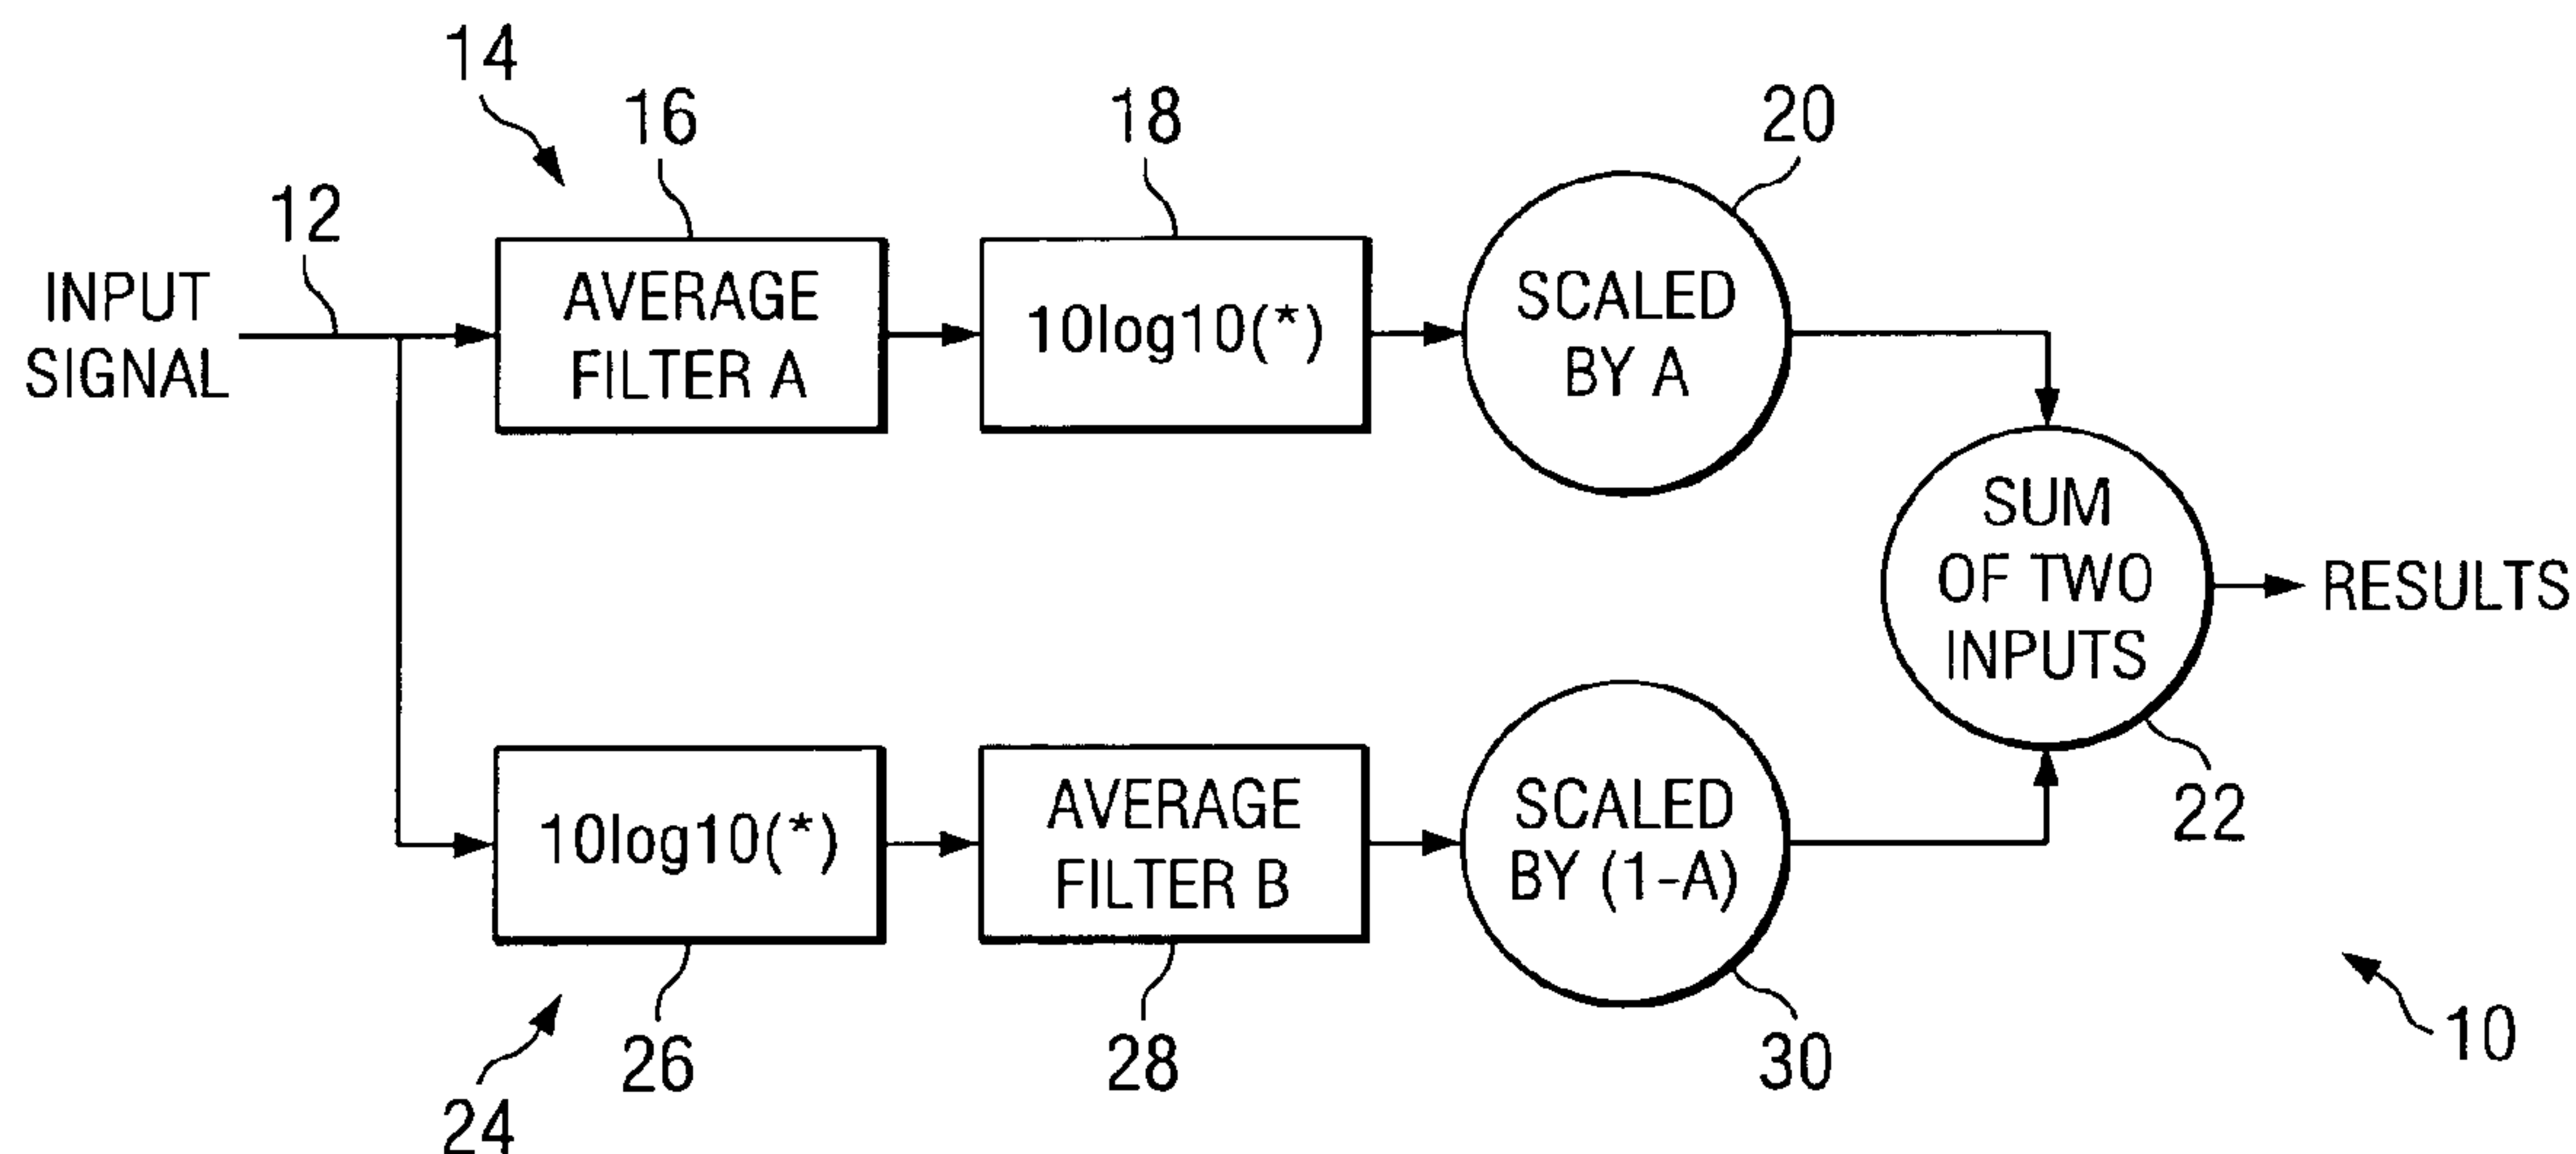 14
16
18
20
12
INPUT
SIGNAL
AVERAGE
FILTER A
10log10(*)
SCALED
BY A
SUM
OF TWO
INPUTS
RESULTS
22
10log10(*)
AVERAGE
FILTER B
SCALED
BY (1-A)
24
26
28
30
10